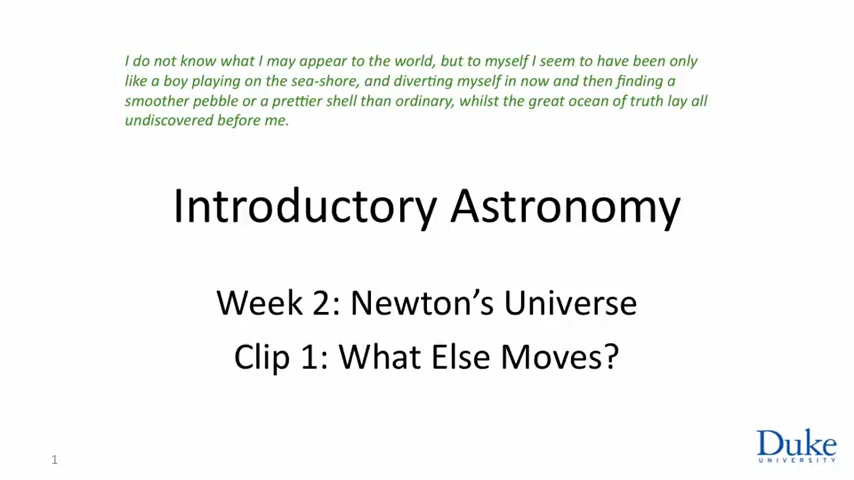 I do not know what I may appear to the world, but to myself I seem to have been only
like a boy playing on the sea-shore, and diverting myself in now and then finding a
smoother pebble or a prettier shell than ordinary, whilst the great ocean of truth lay all
undiscovered before me.
Introductory Astronomy
Week 2: Newton's Universe
Clip 1: What Else Moves?
Duke
UNIVERSITY
1